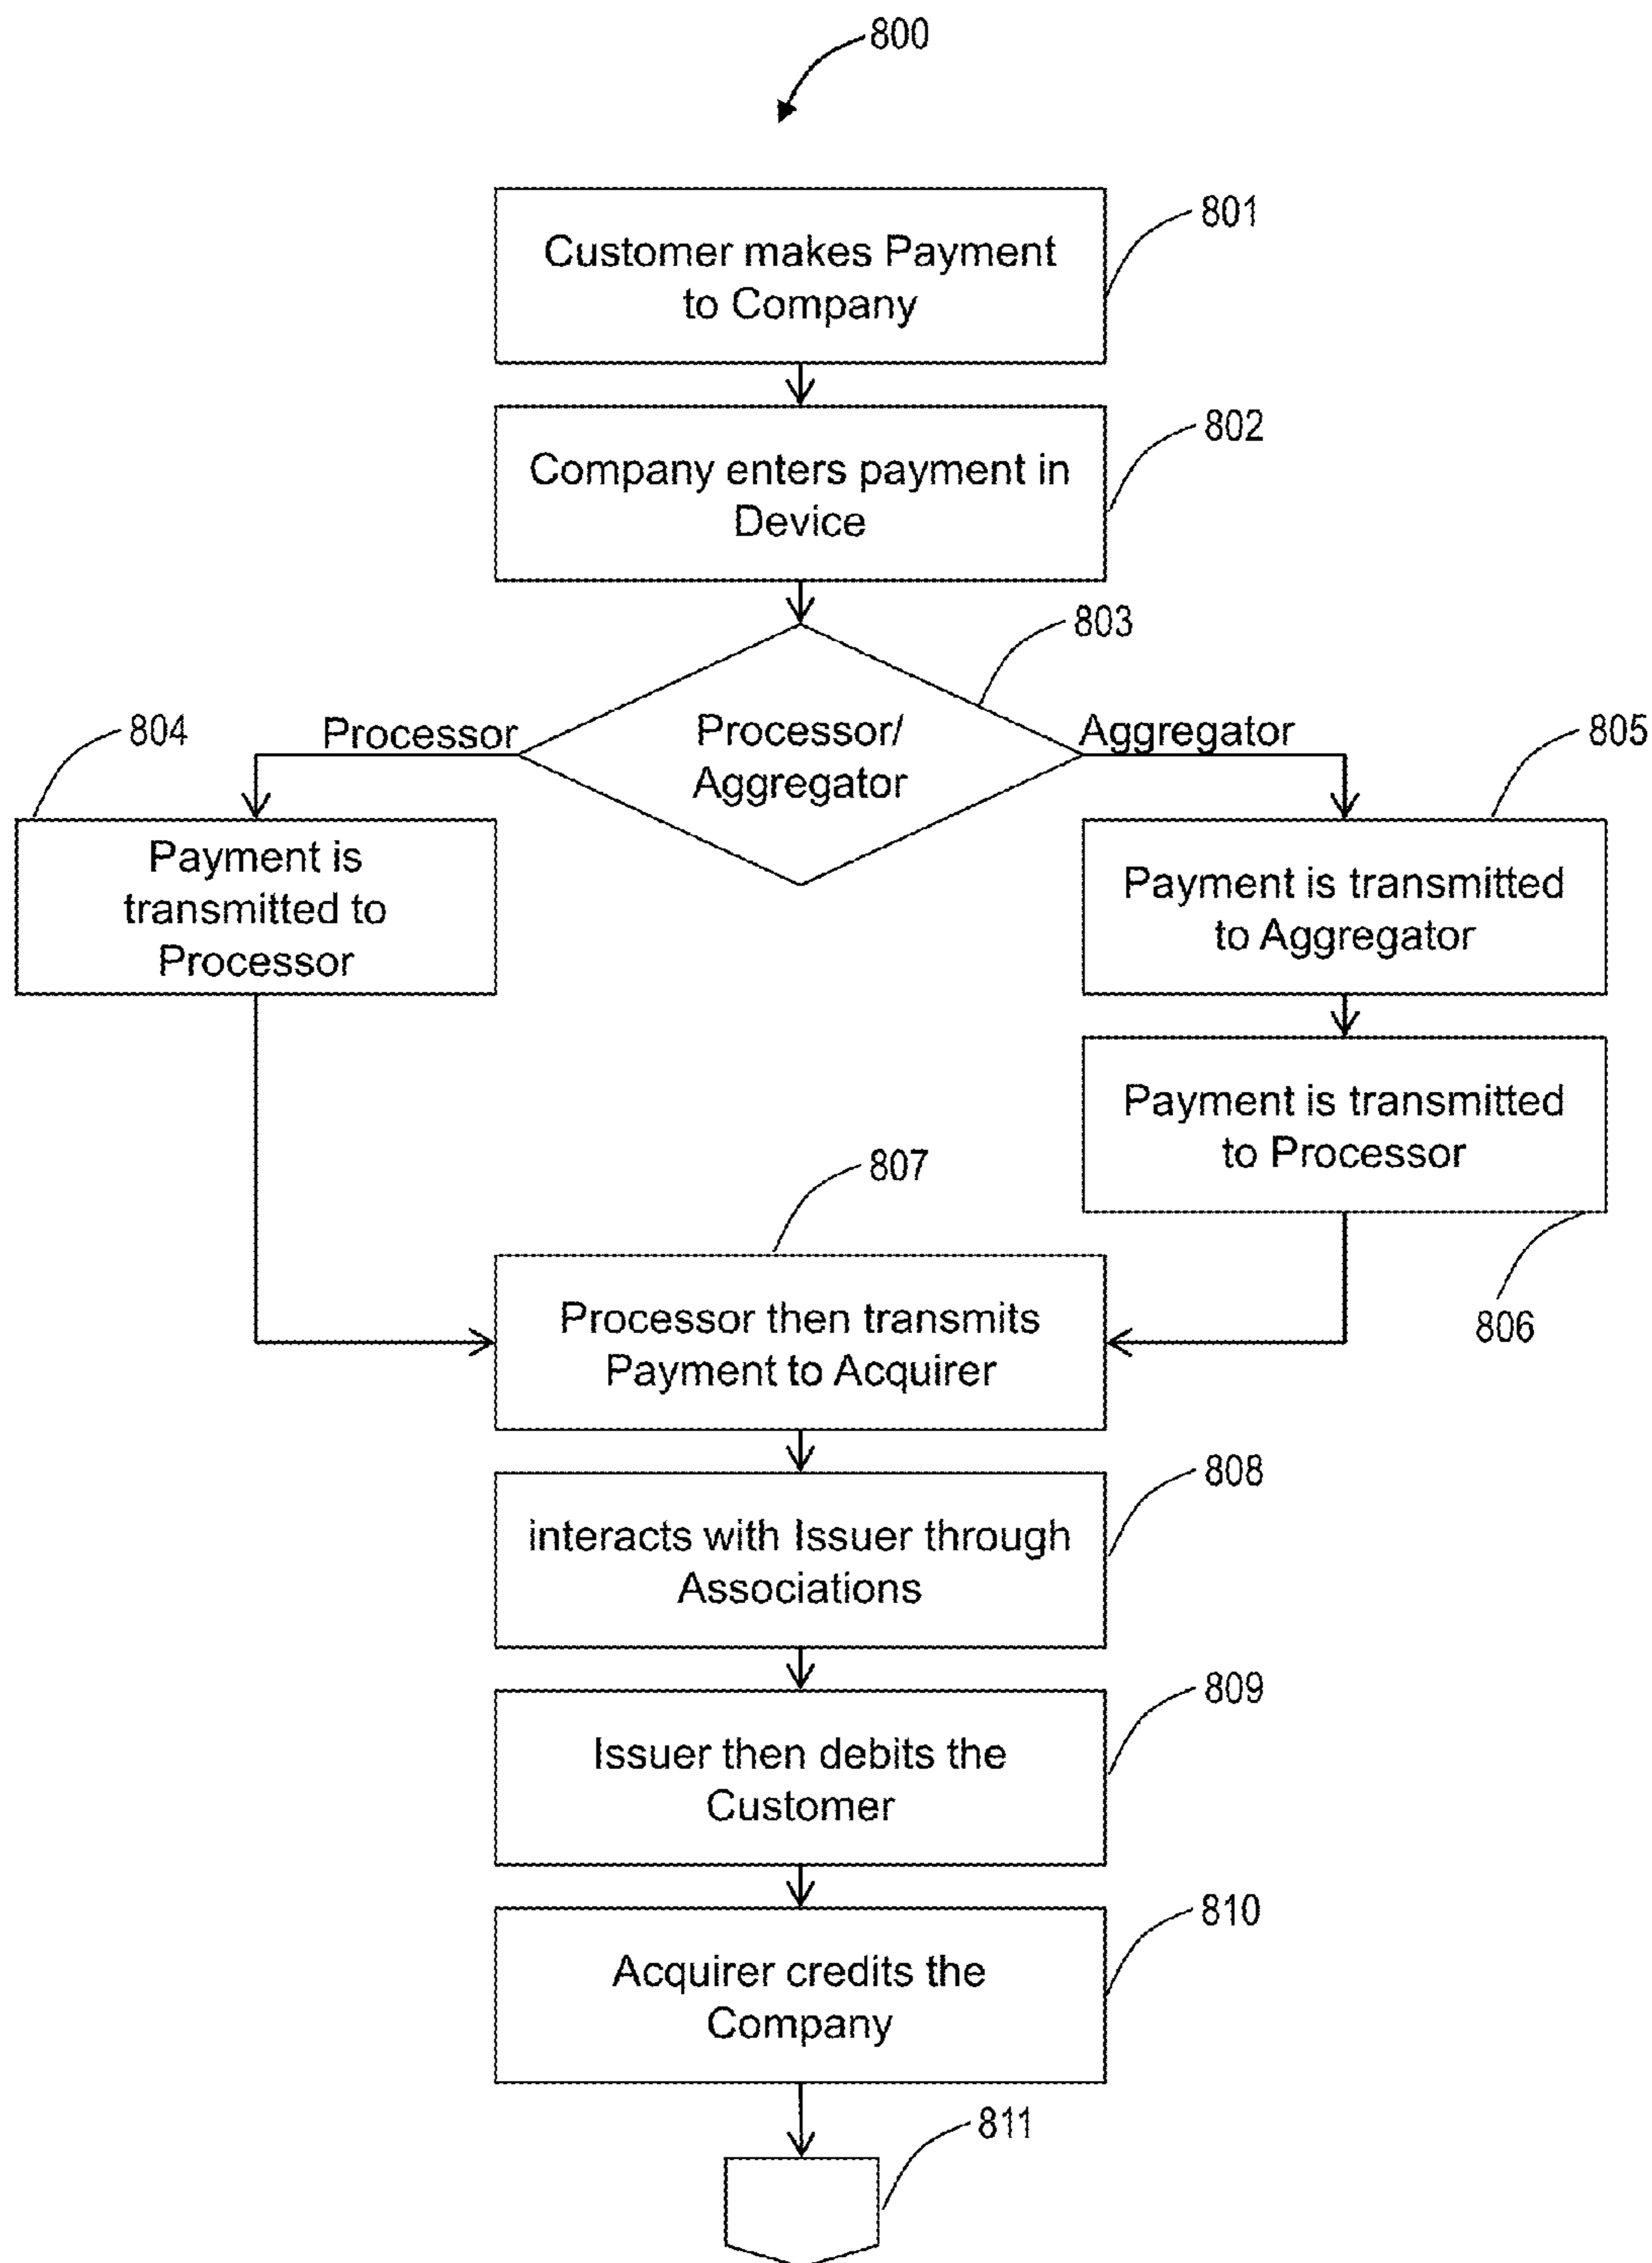 800
801
Customer makes Payment
to Company
802
Company enters payment in
Device
803
804
Processor
Processor/
Aggregator
Aggregator
805
Payment is
transmitted to
Processor
Payment is transmitted
to Aggregator
Payment is transmitted
to Processor
806
807
Processor then transmits
Payment to Acquirer
808
interacts with Issuer through
Associations
809
Issuer then debits the
Customer
810
Acquirer credits the
Company
811